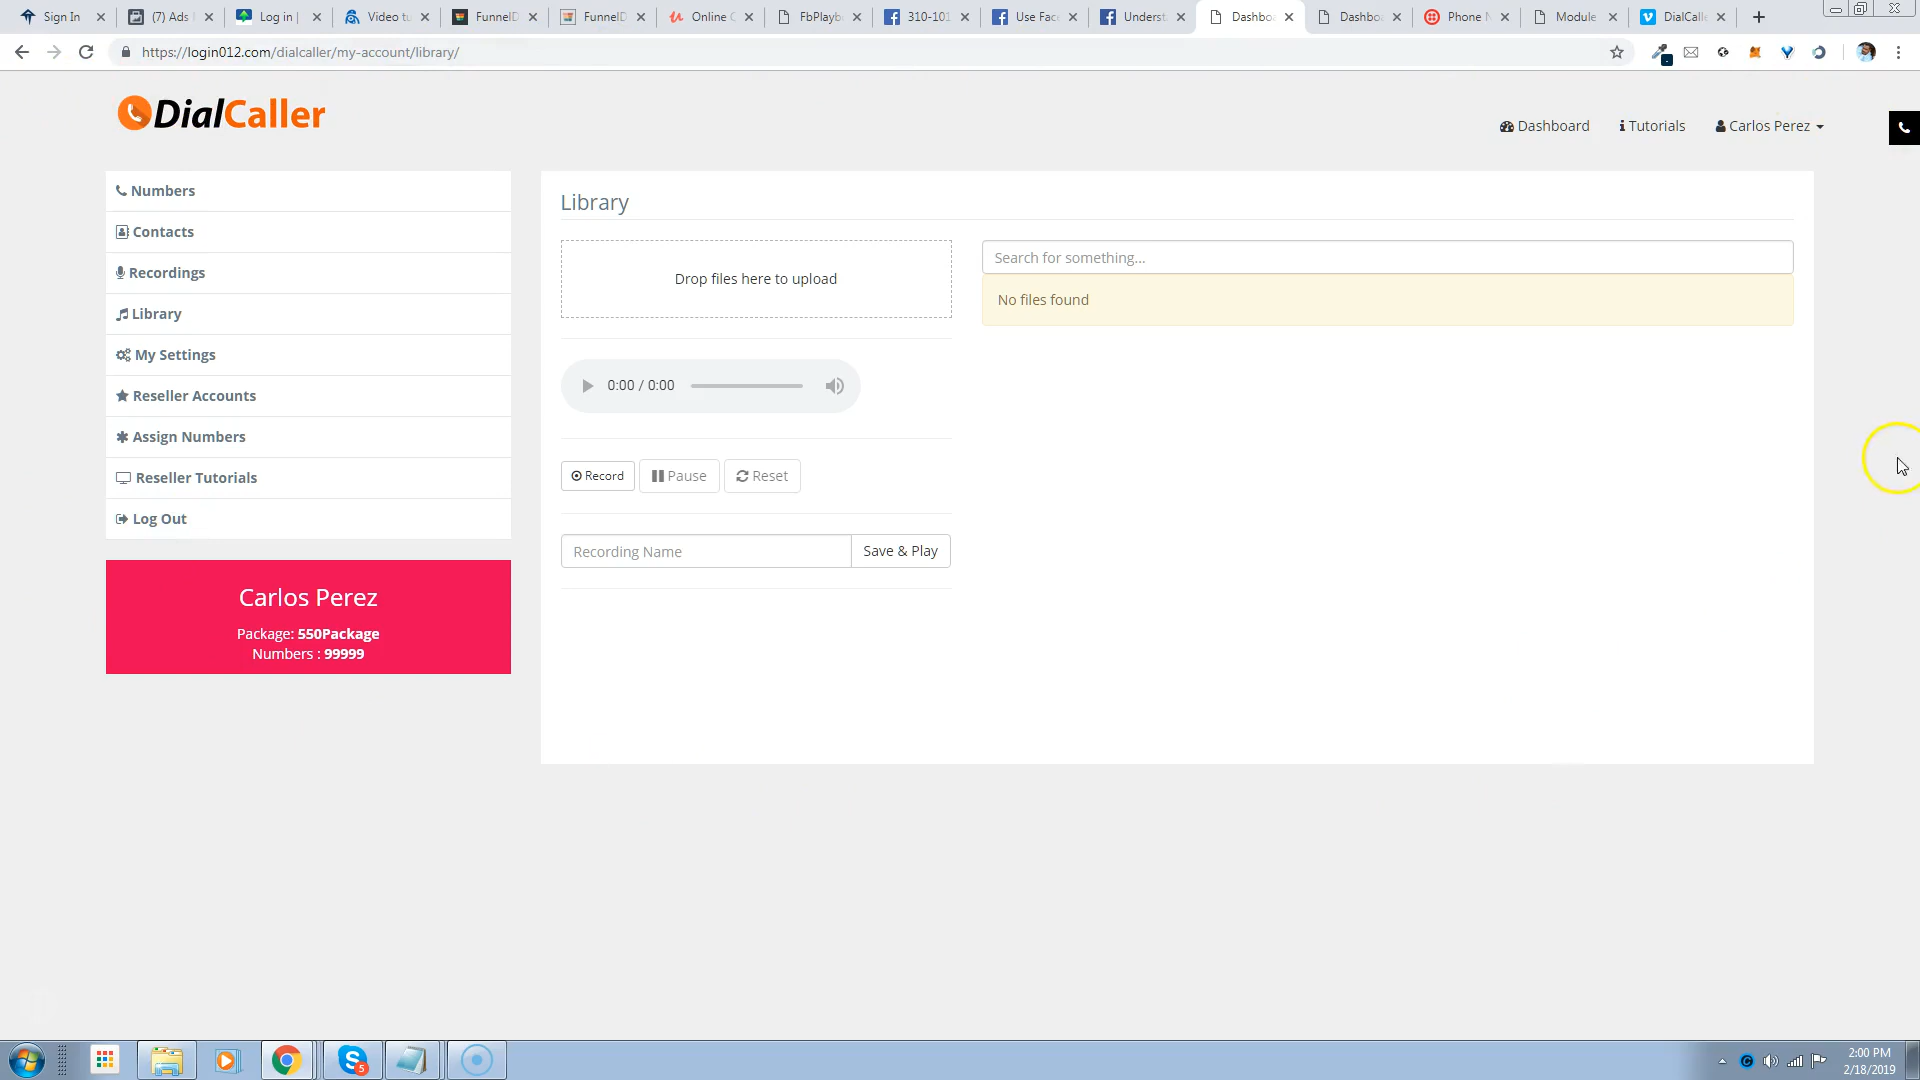 Sign In
(7) Ads
Log in |
Video tu
FunnelD
FunnelD
Online C
FbPlayb
310-101
Use Fac
Underst
Dashbo
Dashbo
Phone N
Module
DialCalle
https://login012.com/dialcaller/my-account/library/
DialCaller
Dashboard
Tutorials
Carlos Perez
Numbers
Contacts
Recordings
Library
My Settings
Reseller Accounts
Assign Numbers
Reseller Tutorials
Log Out
Carlos Perez
Package: 550Package
Numbers : 99999
Library
Drop files here to upload
0:00 / 0:00
Record
Pause
Reset
Recording Name
Save & Play
Search for something...
No files found
5
2:00 PM
2/18/2019